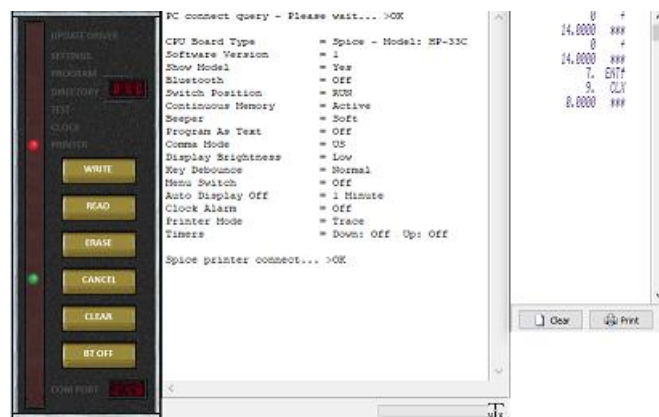 UPDATE DRIVER
SETTINGS
PROGRAM
DIRECTORY
TEST
CLOCK
PRINTER
WRITE
READ
ERASE
CANCEL
CLEAR
BT OFF
COM PORT
PC connect query - Please wait... >OK
CPU Board Type = Spice - Model: HP-33C
Software Version = 1
Show Model = Yes
Bluetooth = Off
Switch Position = RUN
Continuous Memory = Active
Beeper = Soft
Program As Text = Off
Comma Mode = US
Display Brightness = Low
Key Debounce = Normal
Menu Switch = Off
Auto Display Off = 1 Minute
Clock Alarm = Off
Printer Mode = Trace
Timers = Down: Off Up: Off
Spice printer connect... >OK
14.0000 ***
14.0000 ***
7. ENT↑
9. CLX
0.0000 ***
Clear Print